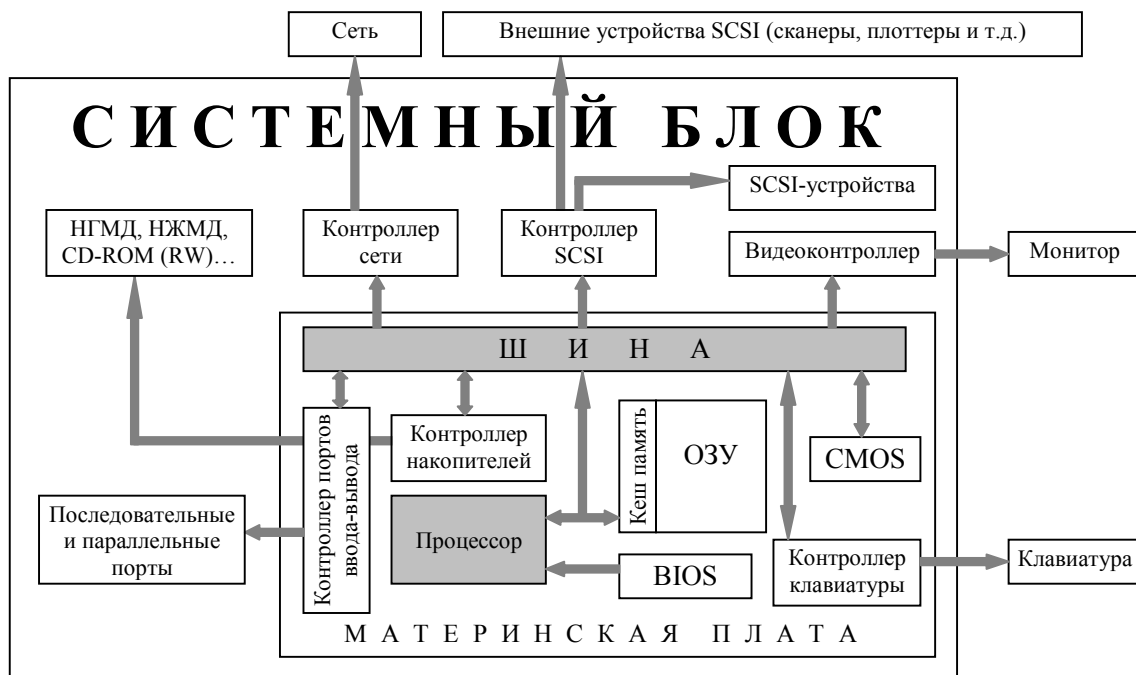 Сеть
Внешние устройства SCSI (сканеры, плоттеры и т.д.)
СИСТЕМНЫЙ БЛОК
SCSI-устройства
НГМД, НЖМД,
CD-ROM (RW)…
Контроллер
сети
Контроллер
SCSI
Видеоконтроллер
Монитор
ШИНА
Контроллер портов
ввода-вывода
Контроллер
накопителей
Кеш память
ОЗУ
CMOS
Последовательные
и параллельные
порты
Процессор
BIOS
Контроллер
клавиатуры
Клавиатура
МАТЕРИНСКАЯ ПЛАТА